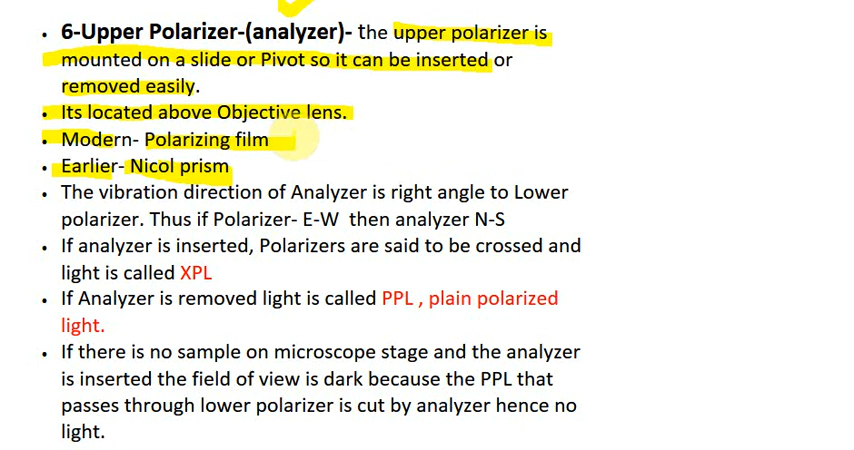 • 6-Upper Polarizer-(analyzer)- the upper polarizer is
mounted on a slide or Pivot so it can be inserted or
removed easily.
• Its located above Objective lens.
• Modern- Polarizing film
• Earlier- Nicol prism
• The vibration direction of Analyzer is right angle to Lower
polarizer. Thus if Polarizer- E-W then analyzer N-S
• If analyzer is inserted, Polarizers are said to be crossed and
light is called XPL
• If Analyzer is removed light is called PPL , plain polarized
light.
• If there is no sample on microscope stage and the analyzer
is inserted the field of view is dark because the PPL that
passes through lower polarizer is cut by analyzer hence no
light.